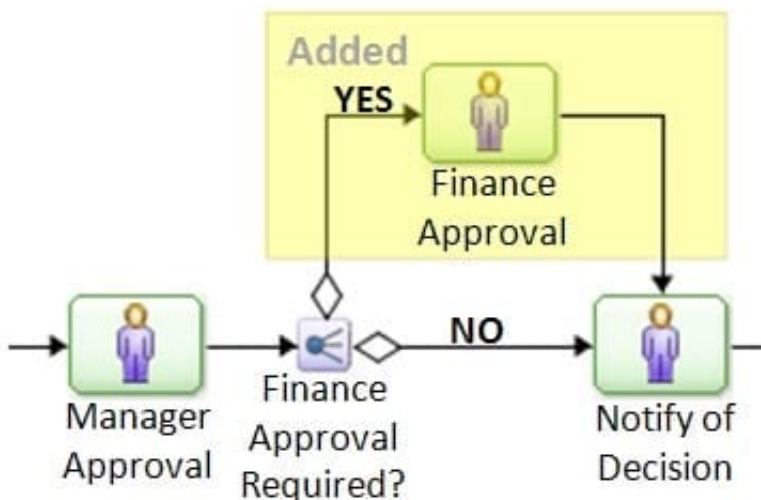 Added
YES
Finance
Approval
NO
Manager
Approval
Finance
Approval
Required?
Notify of
Decision